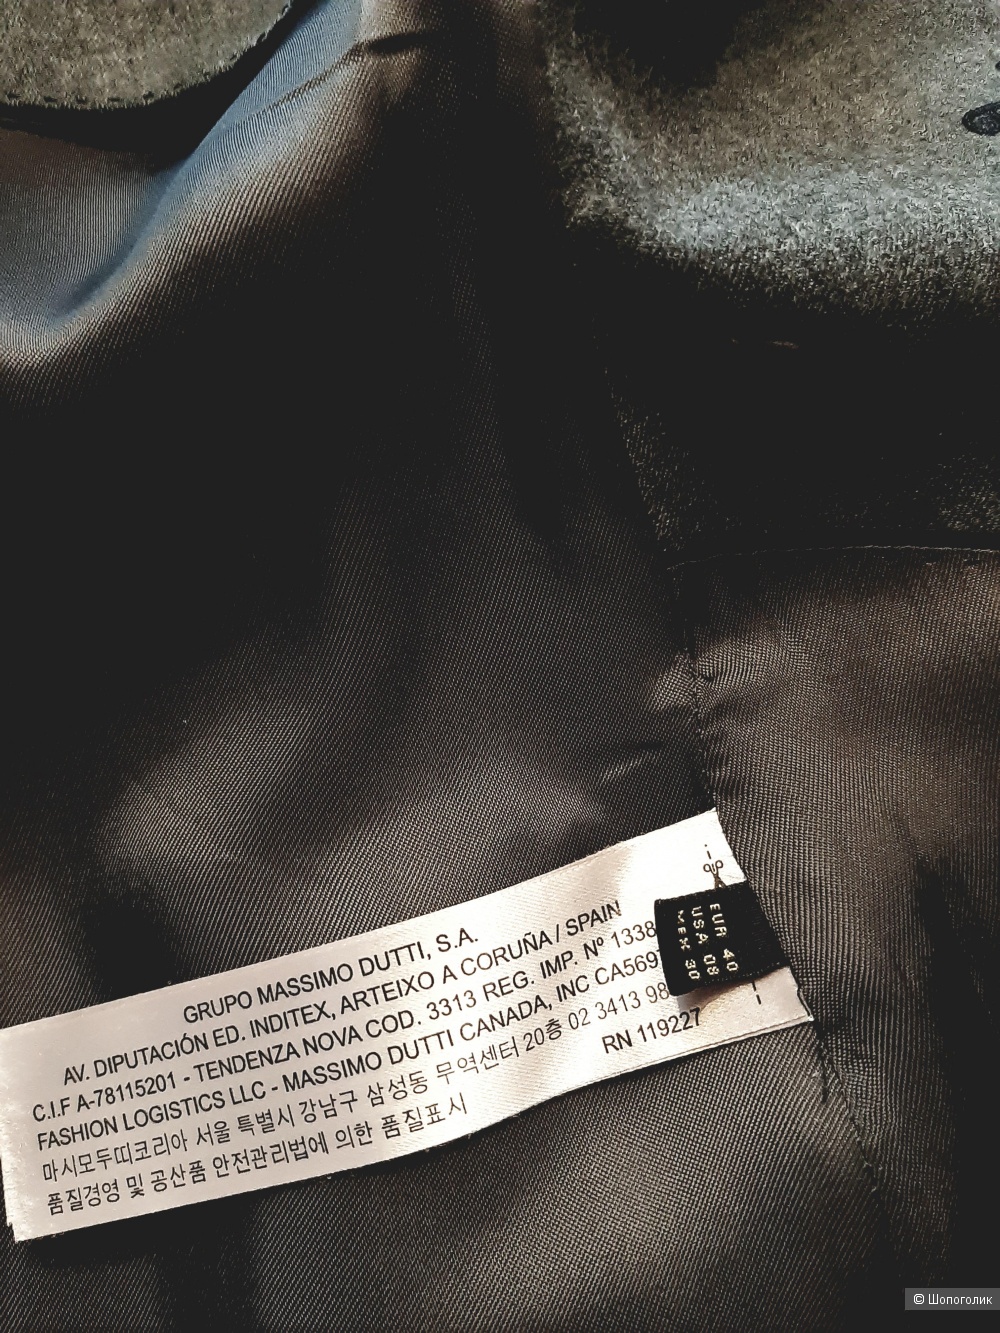 GRUPO MASSIMO DUTTI, S.A.
AV. DIPUTACIÓN ED. INDITEX, ARTEIXO A CORUÑA / SPAIN
C.I.F A-78115201 - TENDENZA NOVA COD. 3313 REG. IMP. Nº 1338
FASHION LOGISTICS LLC - MASSIMO DUTTI CANADA, INC CA569
마시모두띠코리아 서울 특별시 강남구 삼성동 무역센터 20층 02 3413 98
품질경영 및 공산품 안전관리법에 의한 품질표시
RN 119227
EUR 40
USA 08
MEX 30
© Шопоголик